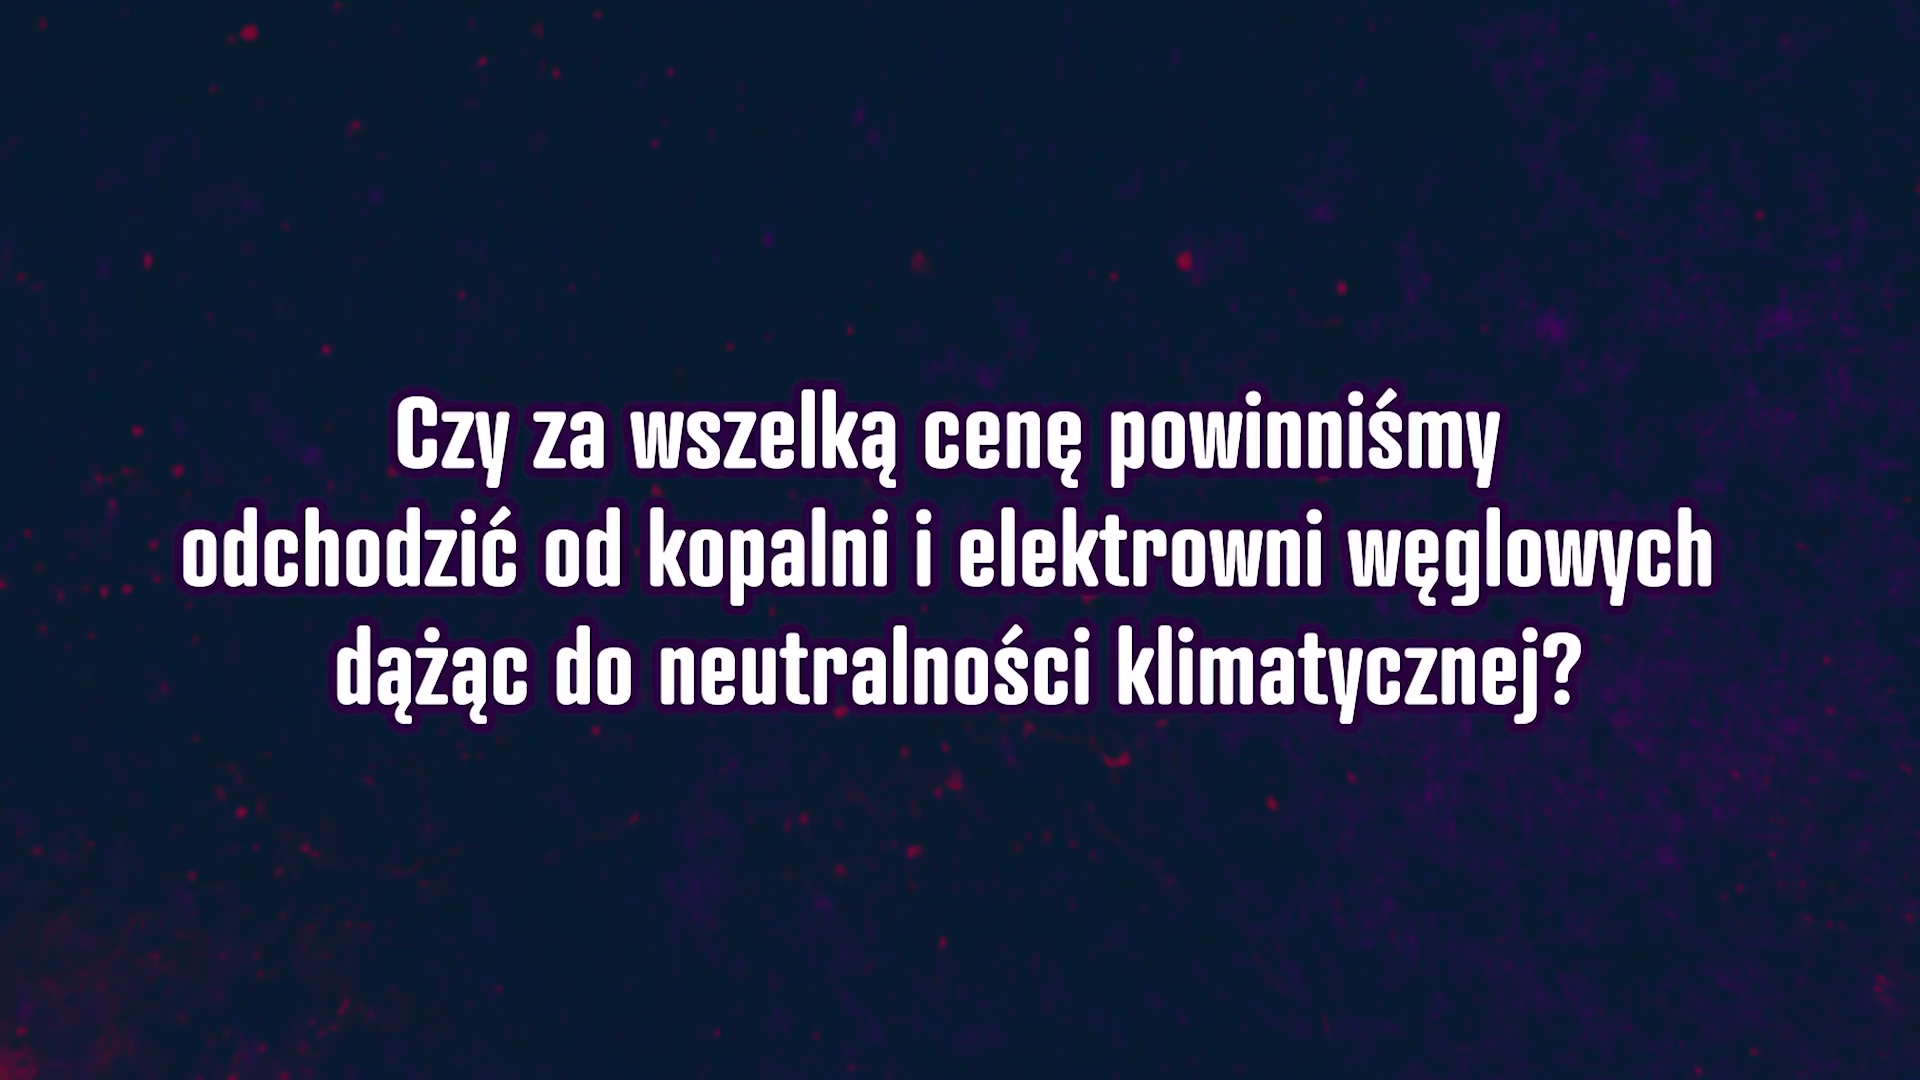 Czy za wszelką cenę powinniśmy
odchodzić od kopalni i elektrowni węglowych
dążąc do neutralności klimatycznej?